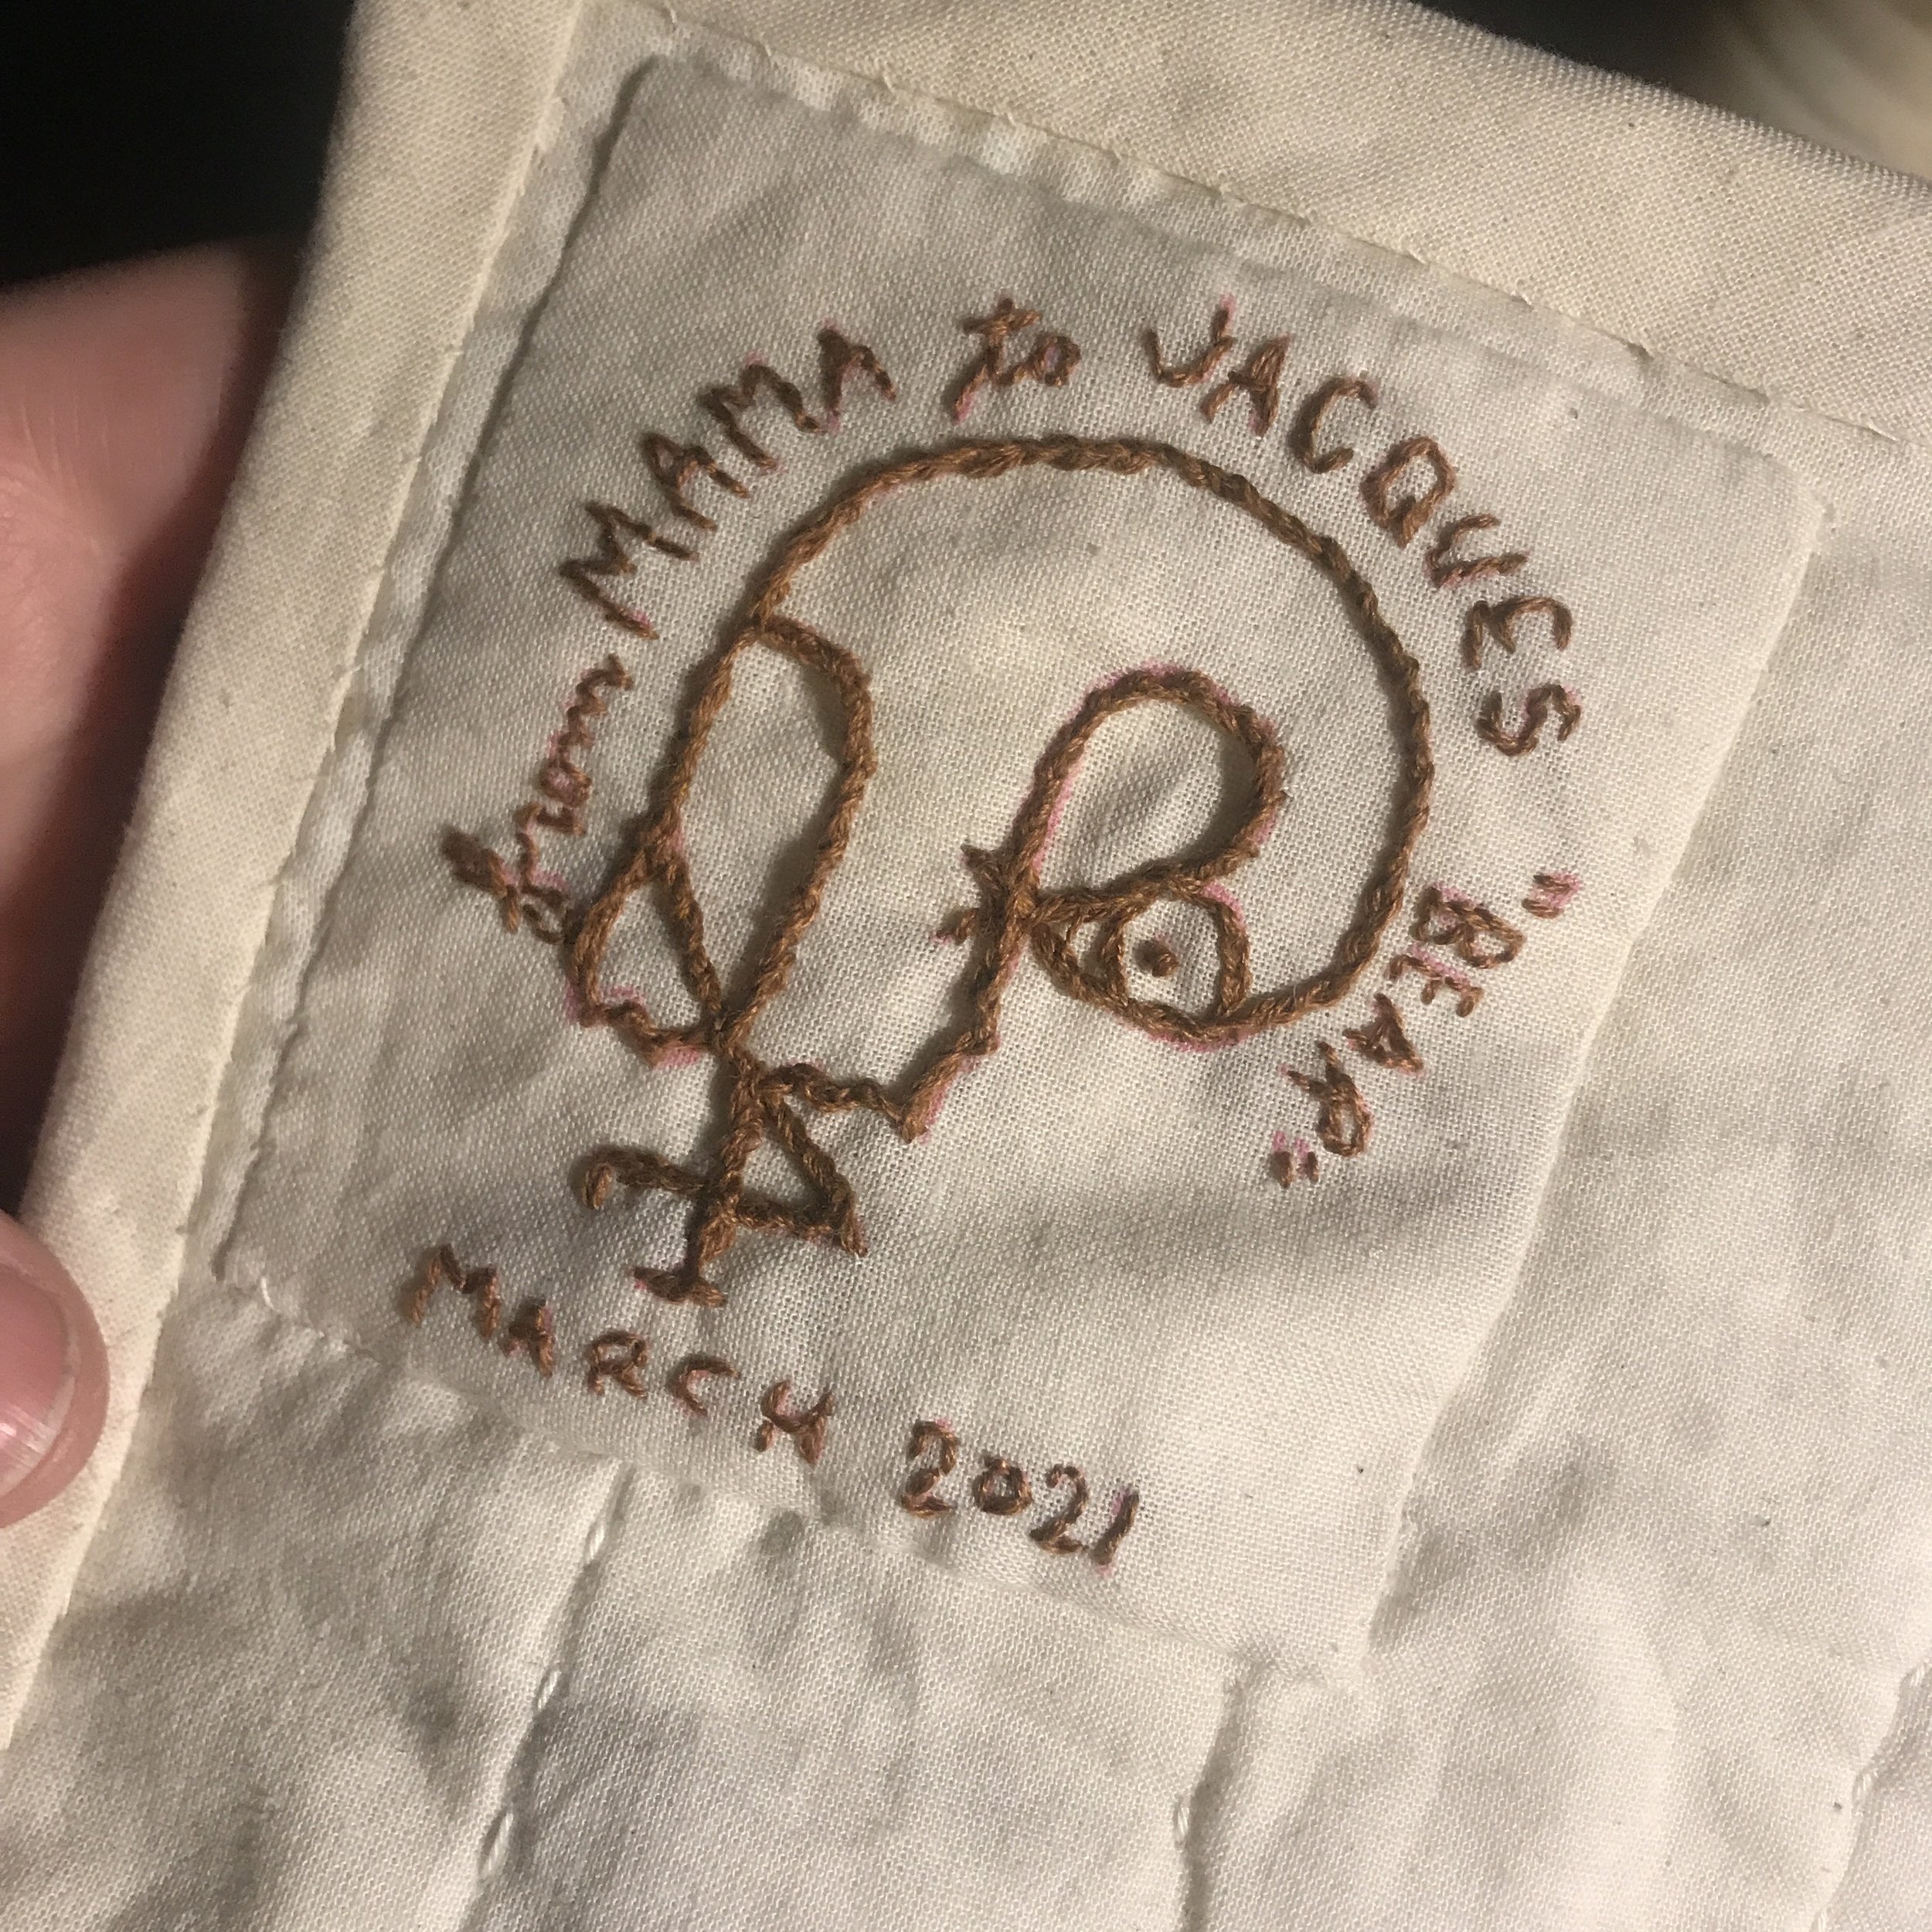 from MAMA to JACQUES "BEAR"
MARCH 2021